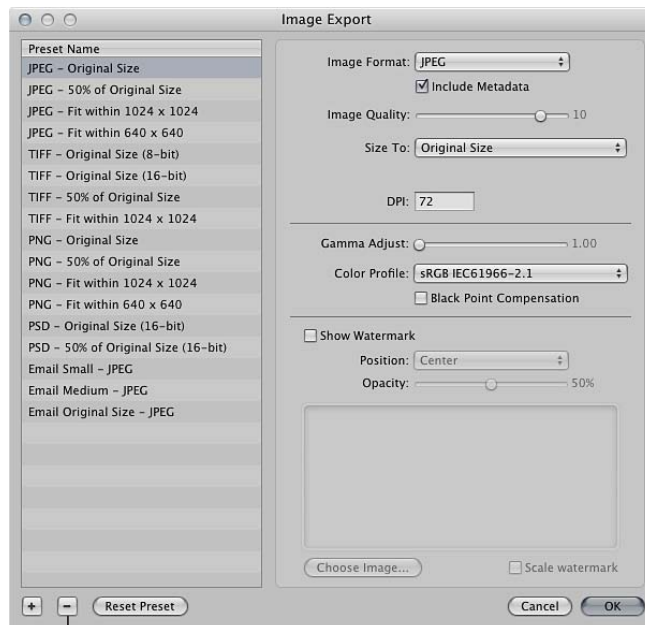 Image Export
Preset Name
JPEG – Original Size
JPEG – 50% of Original Size
JPEG – Fit within 1024 x 1024
JPEG – Fit within 640 x 640
TIFF – Original Size (8-bit)
TIFF – Original Size (16-bit)
TIFF – 50% of Original Size
TIFF – Fit within 1024 x 1024
PNG – Original Size
PNG – 50% of Original Size
PNG – Fit within 1024 x 1024
PNG – Fit within 640 x 640
PSD – Original Size (16-bit)
PSD – 50% of Original Size (16-bit)
Email Small – JPEG
Email Medium – JPEG
Email Original Size – JPEG
Image Format: JPEG
Include Metadata
Image Quality: 10
Size To: Original Size
DPI: 72
Gamma Adjust: 1.00
Color Profile: sRGB IEC61966-2.1
Black Point Compensation
Show Watermark
Position: Center
Opacity: 50%
Choose Image... Scale watermark
+ − Reset Preset Cancel OK